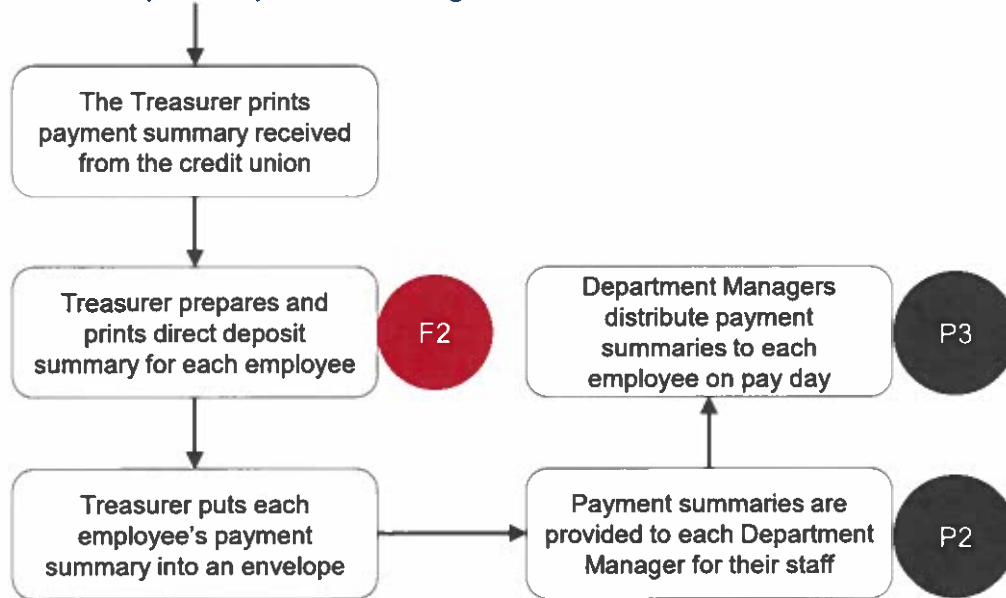 The Treasurer prints
payment summary received
from the credit union
Treasurer prepares and
prints direct deposit
summary for each employee
F2
Department Managers
distribute payment
summaries to each
employee on pay day
P3
Treasurer puts each
employee's payment
summary into an envelope
Payment summaries are
provided to each Department
Manager for their staff
P2